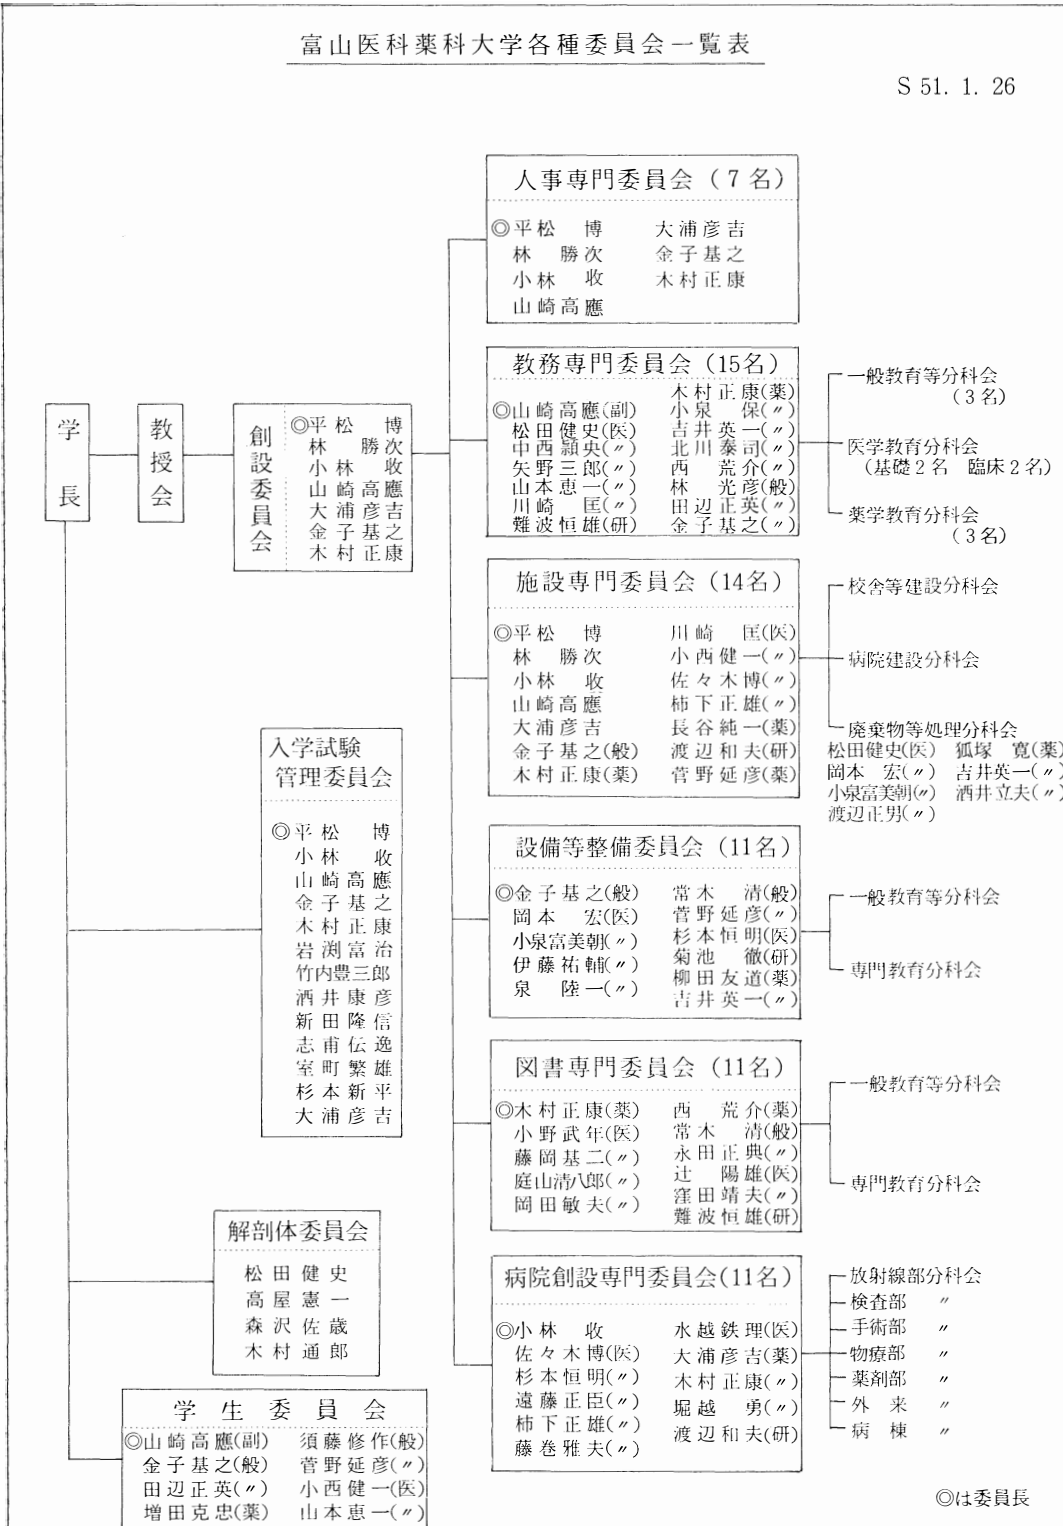 富山医科薬科大学各種委員会一覧表
S 51. 1. 26
学長
教授会
創設委員会
◎平松 博
林 勝次
小林 收
山崎高應
大浦彦吉
金子基之
木村正康
人事専門委員会(7名)
◎平松 博 大浦彦吉
林 勝次 金子基之
小林 收 木村正康
山崎高應
教務専門委員会(15名)
木村正康(薬)
◎山崎高應(副) 小泉 保(〃)
松田健史(医) 吉井英一(〃)
中西頴央(〃) 北川泰司(〃)
矢野三郎(〃) 西 荒介(〃)
山本恵一(〃) 林 光彦(般)
川崎 匡(〃) 田辺正英(〃)
難波恒雄(研) 金子基之(〃)
一般教育等分科会
(3名)
医学教育分科会
(基礎2名 臨床2名)
薬学教育分科会
(3名)
施設専門委員会(14名)
◎平松 博 川崎 匡(医)
林 勝次 小西健一(〃)
小林 收 佐々木博(〃)
山崎高應 柿下正雄(〃)
大浦彦吉 長谷純一(薬)
金子基之(般) 渡辺和夫(研)
木村正康(薬) 菅野延彦(薬)
校舎等建設分科会
病院建設分科会
廃棄物等処理分科会
松田健史(医) 狐塚 寛(薬)
岡本 宏(〃) 吉井英一(〃)
小泉富美朝(〃) 酒井立夫(〃)
渡辺正男(〃)
入学試験
管理委員会
◎平松 博
小林 收
山崎高應
金子基之
木村正康
岩渕富治
竹内豊三郎
酒井康彦
新田隆信
志甫伝逸
室町繁雄
杉本新平
大浦彦吉
設備等整備委員会(11名)
◎金子基之(般) 常木 清(般)
岡本 宏(医) 菅野延彦(〃)
小泉富美朝(〃) 杉本恒明(医)
伊藤祐輔(〃) 菊池 徹(研)
泉 陸一(〃) 柳田友道(薬)
吉井英一(〃)
一般教育等分科会
専門教育分科会
図書専門委員会(11名)
◎木村正康(薬) 西 荒介(薬)
小野武年(医) 常木 清(般)
藤岡基二(〃) 永田正典(〃)
庭山清八郎(〃) 辻 陽雄(医)
岡田敏夫(〃) 窪田靖夫(〃)
難波恒雄(研)
一般教育等分科会
専門教育分科会
解剖体委員会
松田健史
高屋憲一
森沢佐歳
木村通郎
病院創設専門委員会(11名)
◎小林 收 水越鉄理(医)
佐々木博(医) 大浦彦吉(薬)
杉本恒明(〃) 木村正康(〃)
遠藤正臣(〃) 堀越 勇(〃)
柿下正雄(〃) 渡辺和夫(研)
藤巻雅夫(〃)
放射線部分科会
検査部 〃
手術部 〃
物療部 〃
薬剤部 〃
外来 〃
病棟 〃
学生委員会
◎山崎高應(副) 須藤修作(般)
金子基之(般) 菅野延彦(〃)
田辺正英(〃) 小西健一(医)
増田克忠(薬) 山本恵一(〃)
◎は委員長